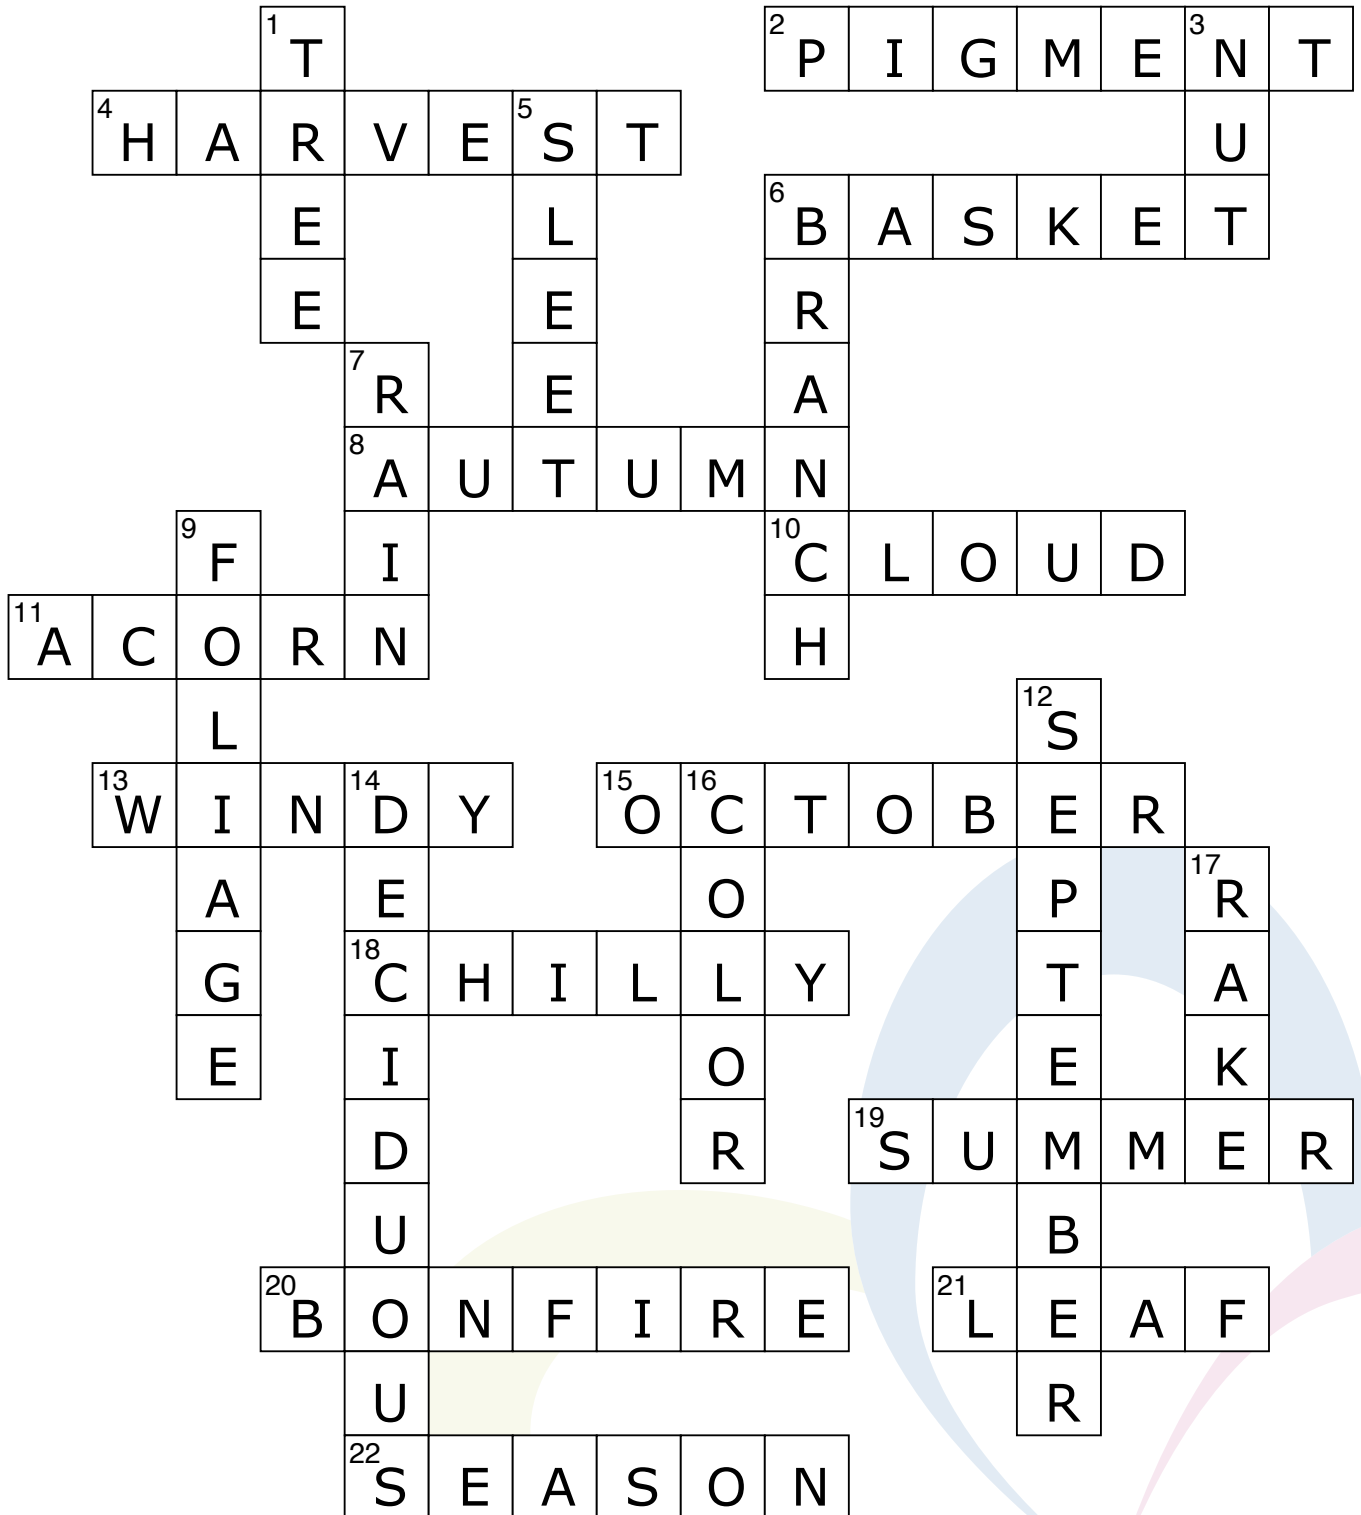 1 T 2 P I G M E 3 N T
4 H A R V E 5 S T U
E L 6 B A S K E T
E E R
7 R E A
8 A U T U M N
9 F I 10 C L O U D
11 A C O R N H
L 12 S
13 W I N 14 D Y 15 O 16 C T O B E R
A E O P 17 R
G 18 C H I L L Y T A
E I O E K
D R 19 S U M M E R
U B
20 B O N F I R E 21 L E A F
U R
22 S E A S O N